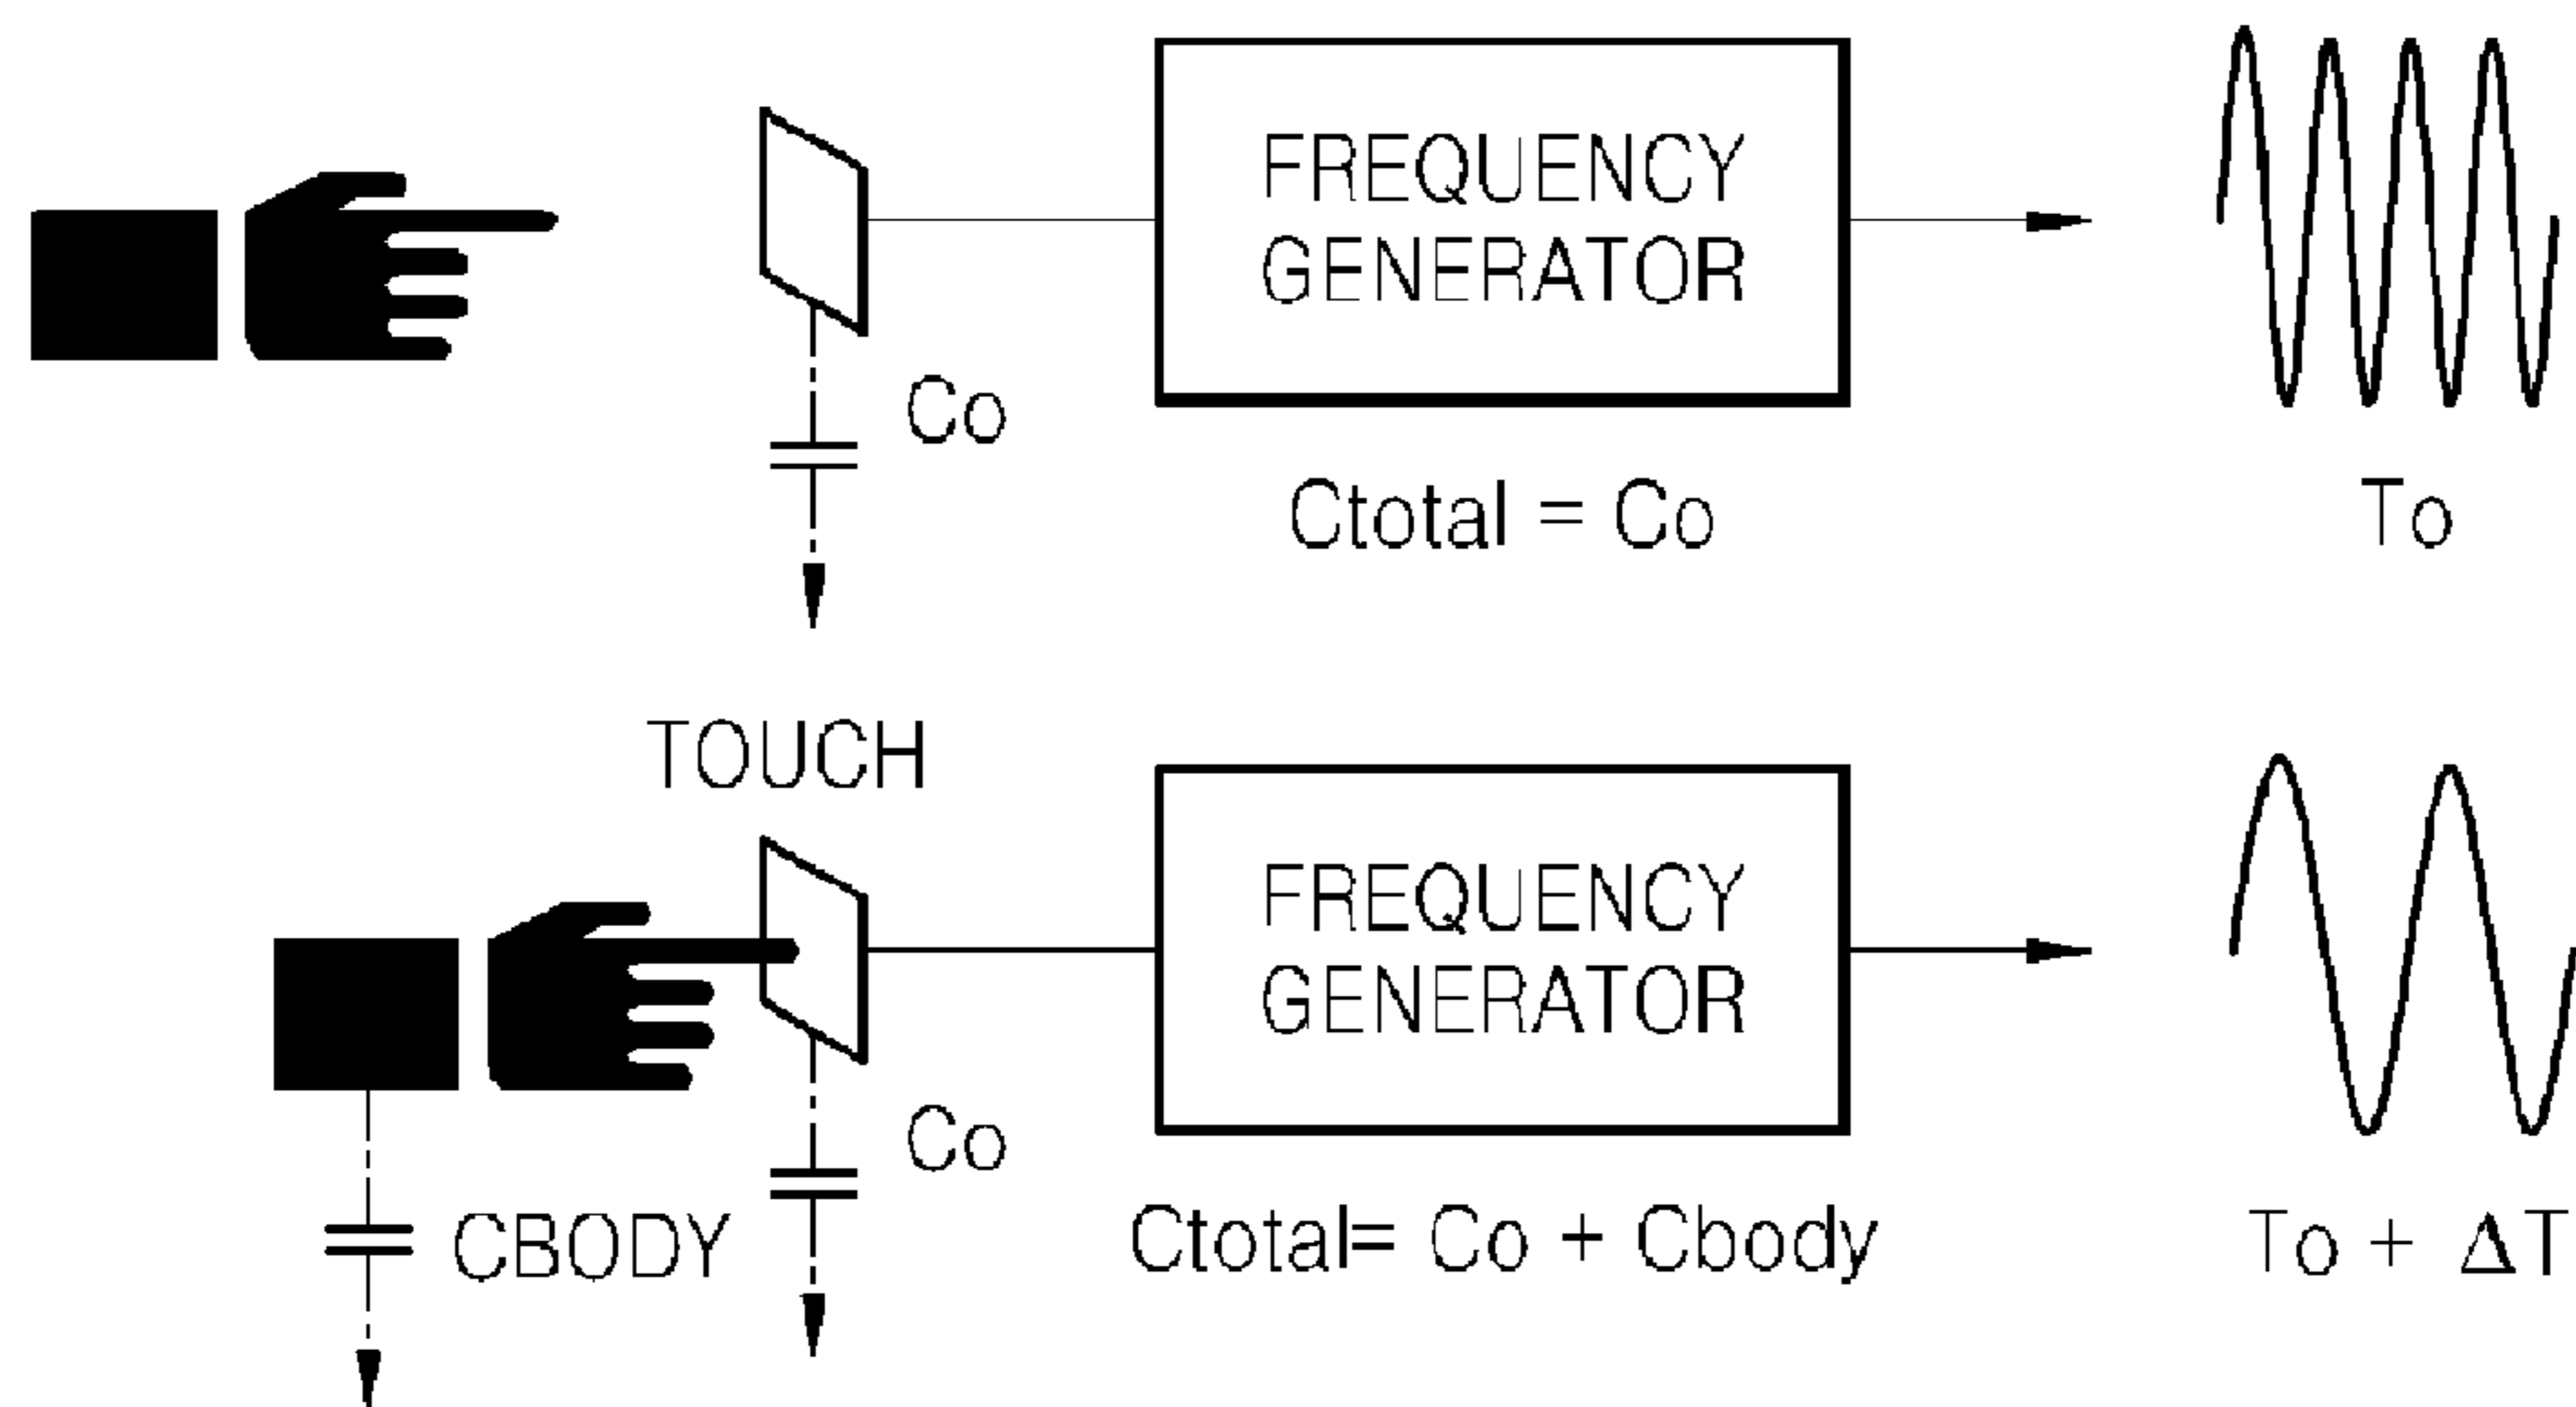 FREQUENCY
GENERATOR
Co
Ctotal = Co
To
TOUCH
FREQUENCY
GENERATOR
Co
CBODY
Ctotal= Co + Cbody
To + ΔT